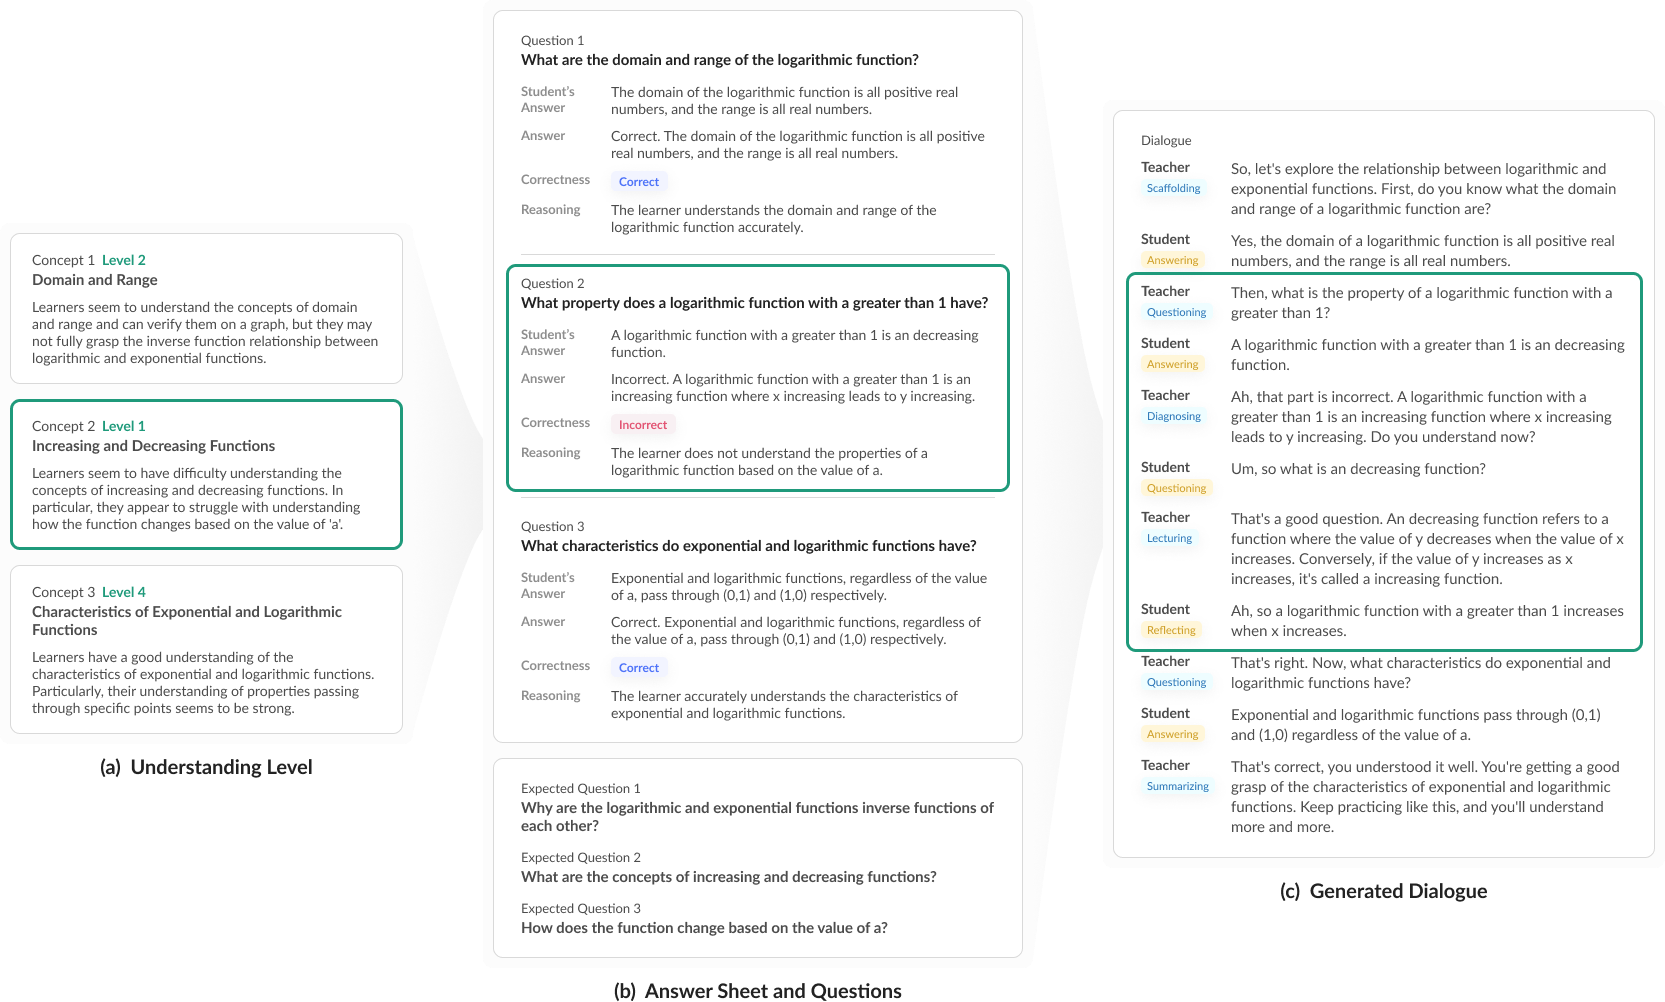 Concept 1 Level 2
Domain and Range
Learners seem to understand the concepts of domain
and range and can verify them on a graph, but they may
not fully grasp the inverse function relationship between
logarithmic and exponential functions.
Concept 2 Level 1
Increasing and Decreasing Functions
Learners seem to have difficulty understanding the
concepts of increasing and decreasing functions. In
particular, they appear to struggle with understanding
how the function changes based on the value of 'a'.
Concept 3 Level 4
Characteristics of Exponential and Logarithmic
Functions
Learners have a good understanding of the
characteristics of exponential and logarithmic functions.
Particularly, their understanding of properties passing
through specific points seems to be strong.
(a) Understanding Level
Question 1
What are the domain and range of the logarithmic function?
Student's
Answer
The domain of the logarithmic function is all positive real
numbers, and the range is all real numbers.
Answer
Correct. The domain of the logarithmic function is all positive
real numbers, and the range is all real numbers.
Correctness
Correct
Reasoning
The learner understands the domain and range of the
logarithmic function accurately.
Question 2
What property does a logarithmic function with a greater than 1 have?
Student's
Answer
A logarithmic function with a greater than 1 is an decreasing
function.
Answer
Incorrect. A logarithmic function with a greater than 1 is an
increasing function where x increasing leads to y increasing.
Correctness
Incorrect
Reasoning
The learner does not understand the properties of a
logarithmic function based on the value of a.
Question 3
What characteristics do exponential and logarithmic functions have?
Student's
Answer
Exponential and logarithmic functions, regardless of the value
of a, pass through (0,1) and (1,0) respectively.
Answer
Correct. Exponential and logarithmic functions, regardless of
the value of a, pass through (0,1) and (1,0) respectively.
Correctness
Correct
Reasoning
The learner accurately understands the characteristics of
exponential and logarithmic functions.
Expected Question 1
Why are the logarithmic and exponential functions inverse functions of
each other?
Expected Question 2
What are the concepts of increasing and decreasing functions?
Expected Question 3
How does the function change based on the value of a?
(b) Answer Sheet and Questions
Dialogue
Teacher
Scaffolding
So, let's explore the relationship between logarithmic and
exponential functions. First, do you know what the domain
and range of a logarithmic function are?
Student
Answering
Yes, the domain of a logarithmic function is all positive real
numbers, and the range is all real numbers.
Teacher
Questioning
Then, what is the property of a logarithmic function with a
greater than 1?
Student
Answering
A logarithmic function with a greater than 1 is an decreasing
function.
Teacher
Diagnosing
Ah, that part is incorrect. A logarithmic function with a
greater than 1 is an increasing function where x increasing
leads to y increasing. Do you understand now?
Student
Questioning
Um, so what is an decreasing function?
Teacher
Lecturing
That's a good question. An decreasing function refers to a
function where the value of y decreases when the value of x
increases. Conversely, if the value of y increases as x
increases, it's called a increasing function.
Student
Reflecting
Ah, so a logarithmic function with a greater than 1 increases
when x increases.
Teacher
Questioning
That's right. Now, what characteristics do exponential and
logarithmic functions have?
Student
Answering
Exponential and logarithmic functions pass through (0,1)
and (1,0) regardless of the value of a.
Teacher
Summarizing
That's correct, you understood it well. You're getting a good
grasp of the characteristics of exponential and logarithmic
functions. Keep practicing like this, and you'll understand
more and more.
(c) Generated Dialogue